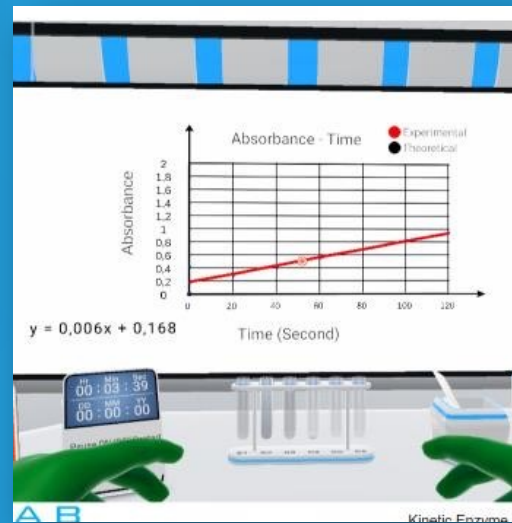 Absorbance - Time
Experimental
Theoretical
Absorbance
2
1,8
1,6
1,4
1,2
1
0,8
0,6
0,4
0,2
0
0 20 40 60 80 100 120
y = 0,006x + 0,168
Time (Second)
Hr Min Sec
00:03:39
DD MM YY
00:00:00
A B
Kinetic Enzyme